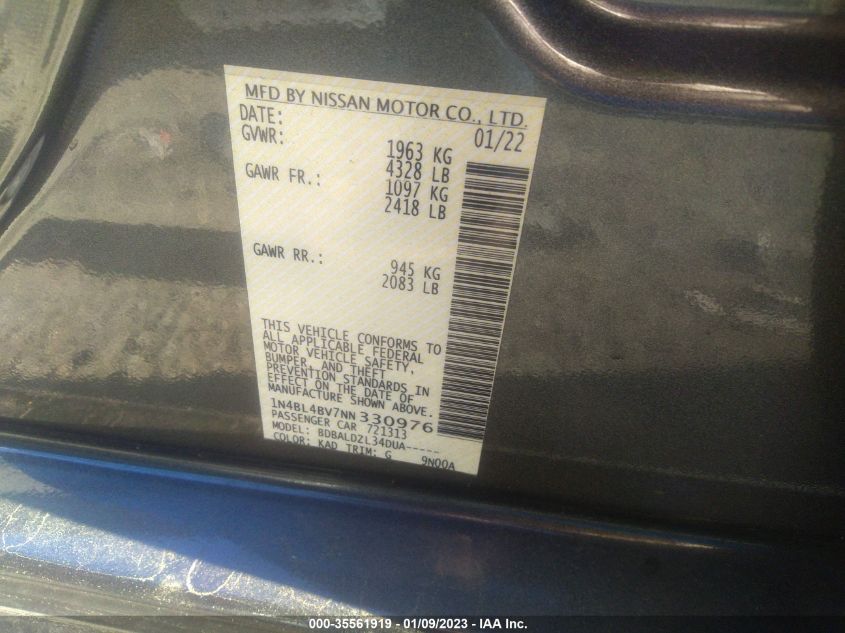 MFD BY NISSAN MOTOR CO., LTD.
DATE: 01/22
GVWR: 1963 KG
4328 LB
GAWR FR.: 1097 KG
2418 LB
GAWR RR.: 945 KG
2083 LB
THIS VEHICLE CONFORMS TO
ALL APPLICABLE FEDERAL
MOTOR VEHICLE SAFETY,
BUMPER, AND THEFT
PREVENTION STANDARDS IN
EFFECT ON THE DATE OF
MANUFACTURE SHOWN ABOVE.
1N4BL4BV7NN330976
PASSENGER CAR 721313
MODEL: BDBALDZL34DUA-----
COLOR: KAD TRIM: G 9N00A
000-35561919 - 01/09/2023 - IAA Inc.